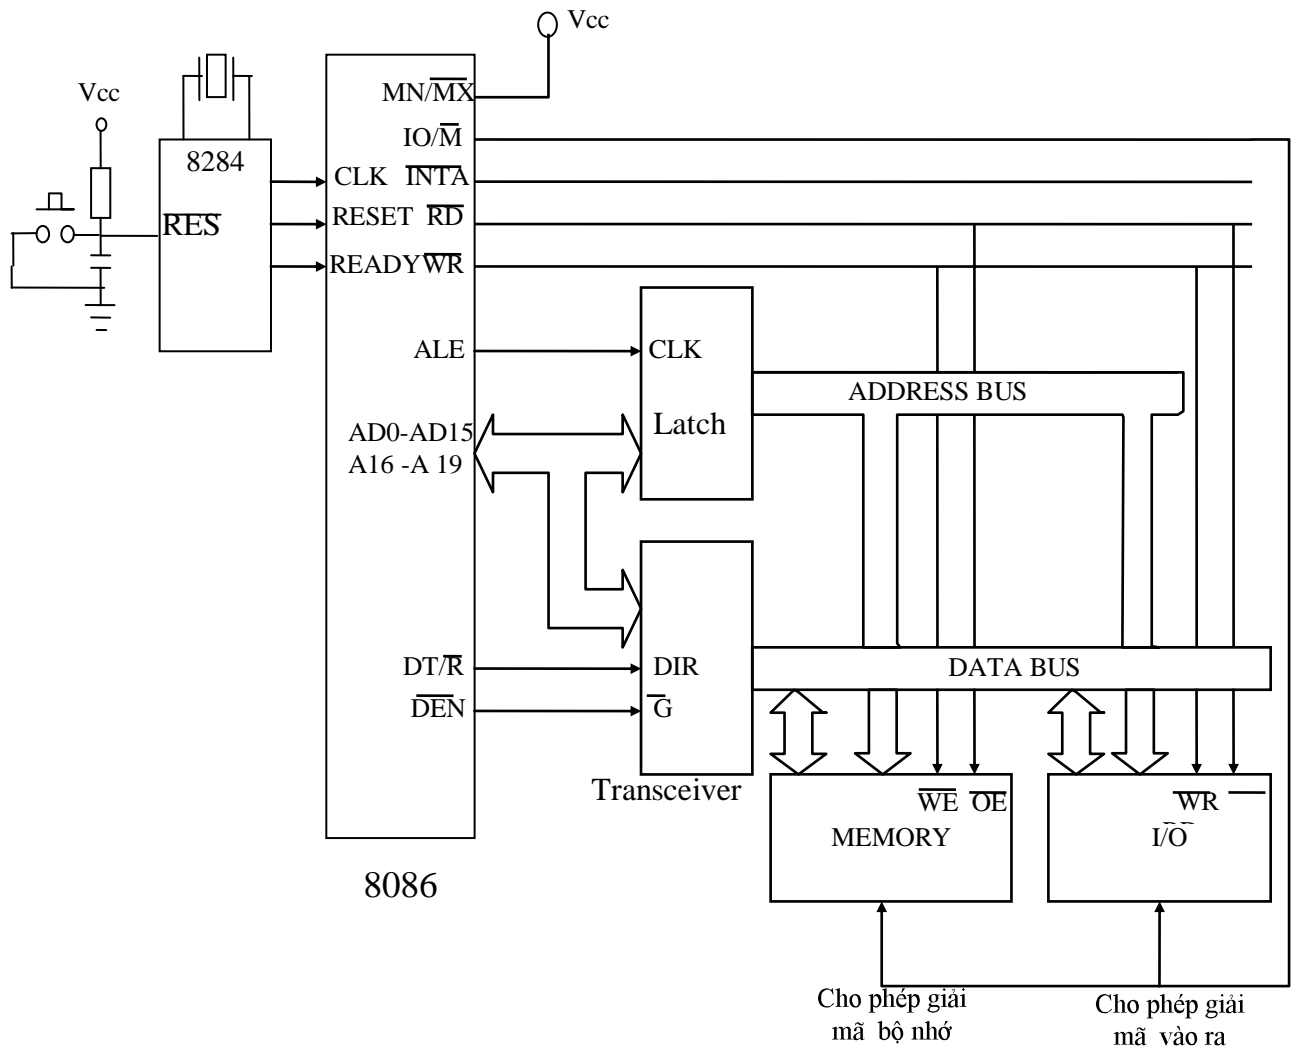 Vcc
Vcc
MN/MX
IO/M
8284
CLK INTA
RESET RD
RES
READY WR
ALE
CLK
ADDRESS BUS
AD0-AD15
A16 -A 19
Latch
DT/R
DIR
DATA BUS
DEN
G
Transceiver
WE OE
MEMORY
WR
I/O
8086
Cho phép giải
mã bộ nhớ
Cho phép giải
mã vào ra